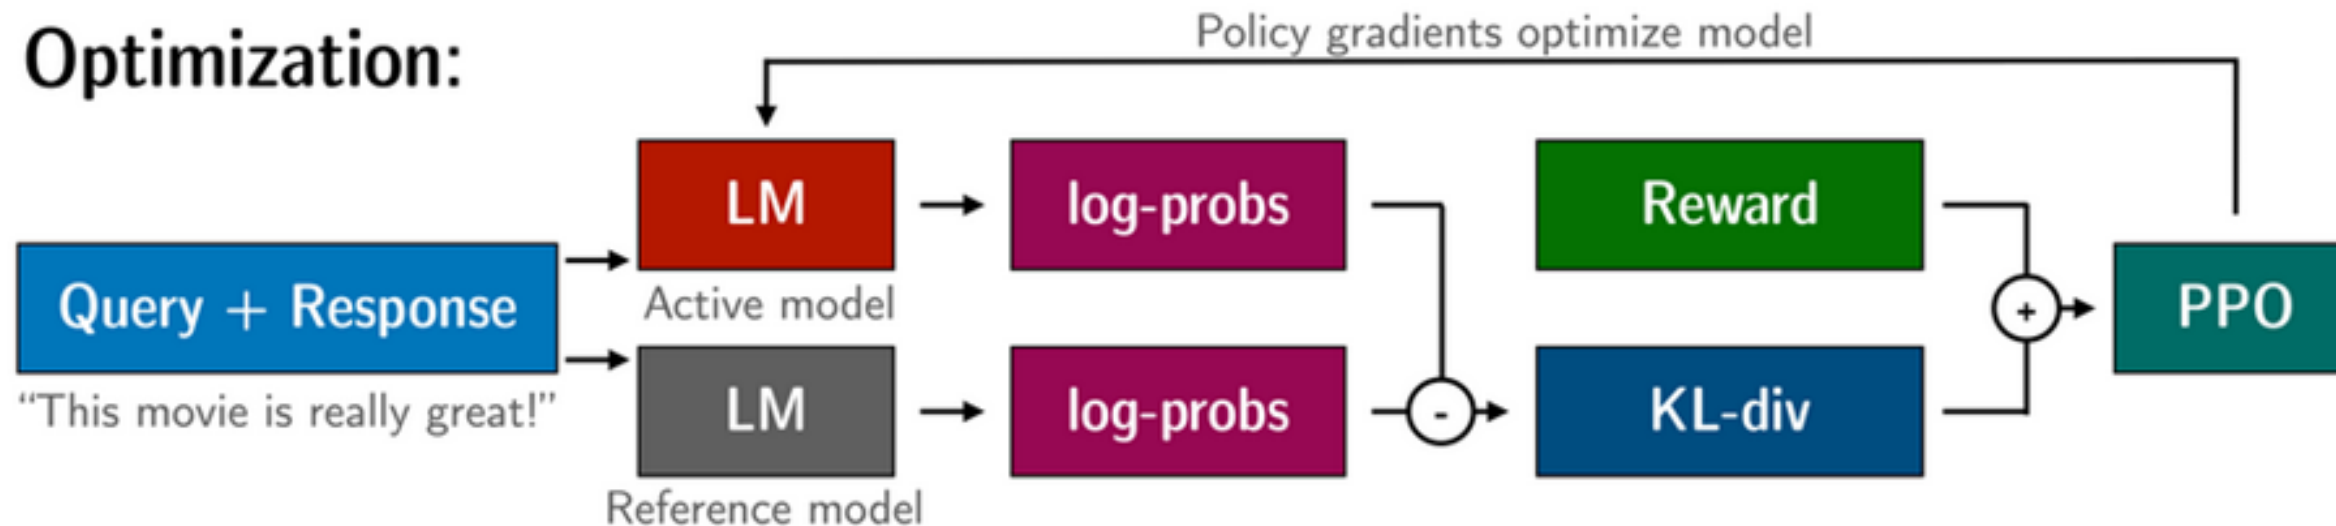 Optimization:
Policy gradients optimize model
LM
log-probs
Reward
Query + Response
Active model
PPO
"This movie is really great!"
LM
log-probs
-
KL-div
+
Reference model